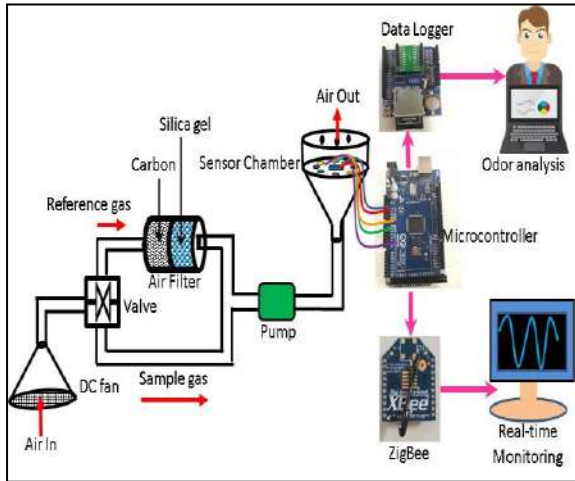 Data Logger
Air Out
Silica gel
Carbon
Sensor Chamber
Odor analysis
Reference gas
Microcontroller
Air Filter
Valve
Pump
DC fan
Sample gas
XBee
Air In
ZigBee
Real-time
Monitoring